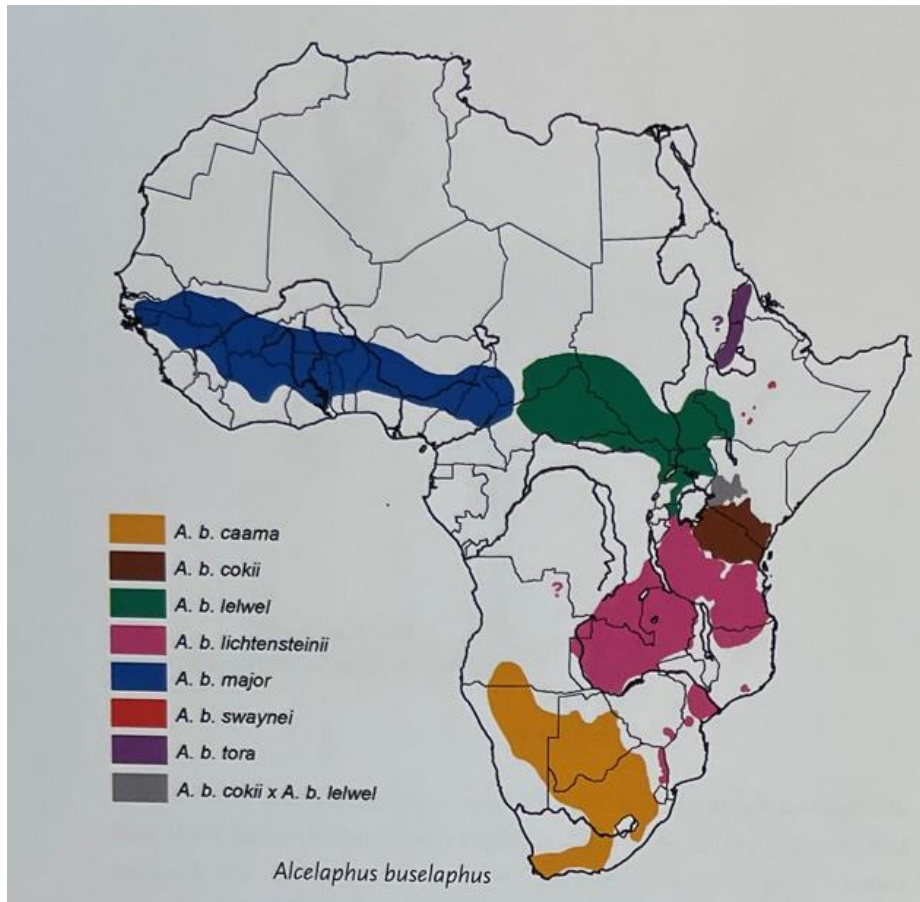 ?
?
A. b. caama
A. b. cokii
A. b. lelwel
A. b. lichtensteinii
A. b. major
A. b. swaynei
A. b. tora
A. b. cokii x A. b. lelwel
Alcelaphus buselaphus